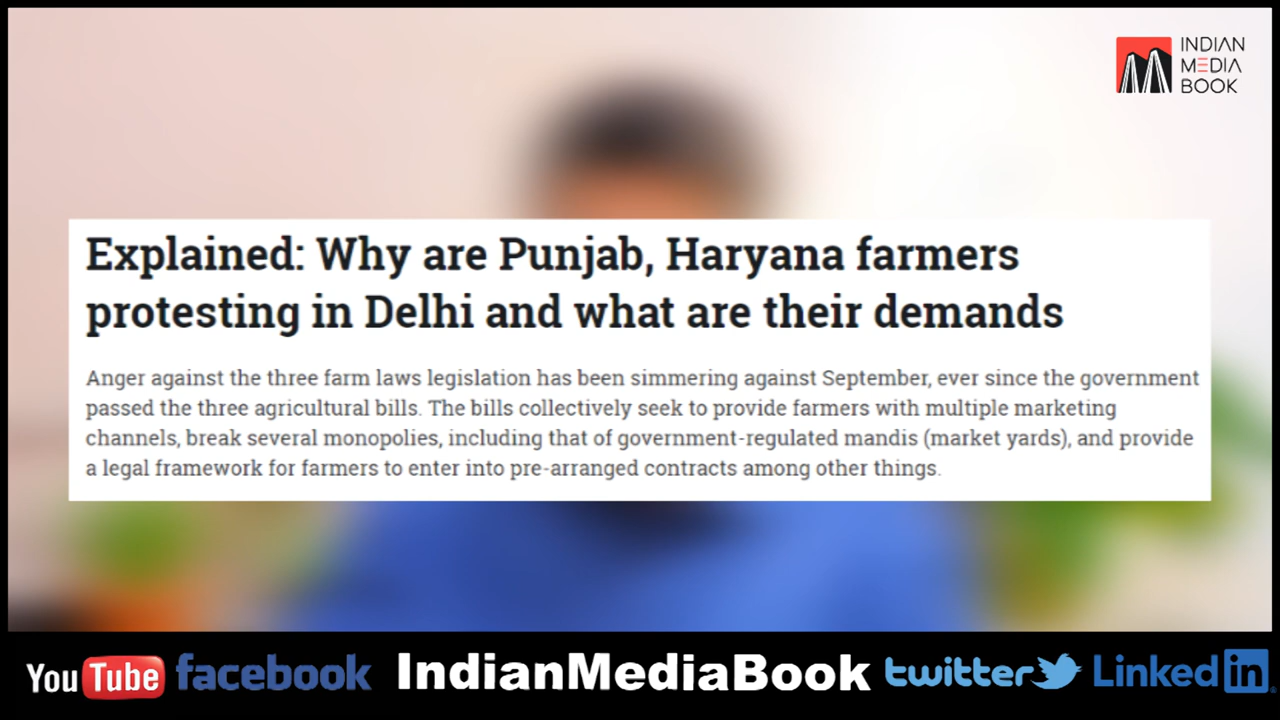 INDIAN
MEDIA
BOOK
Explained: Why are Punjab, Haryana farmers
protesting in Delhi and what are their demands
Anger against the three farm laws legislation has been simmering against September, ever since the government
passed the three agricultural bills. The bills collectively seek to provide farmers with multiple marketing
channels, break several monopolies, including that of government-regulated mandis (market yards), and provide
a legal framework for farmers to enter into pre-arranged contracts among other things.
YouTube facebook IndianMediaBook twitter Linked in